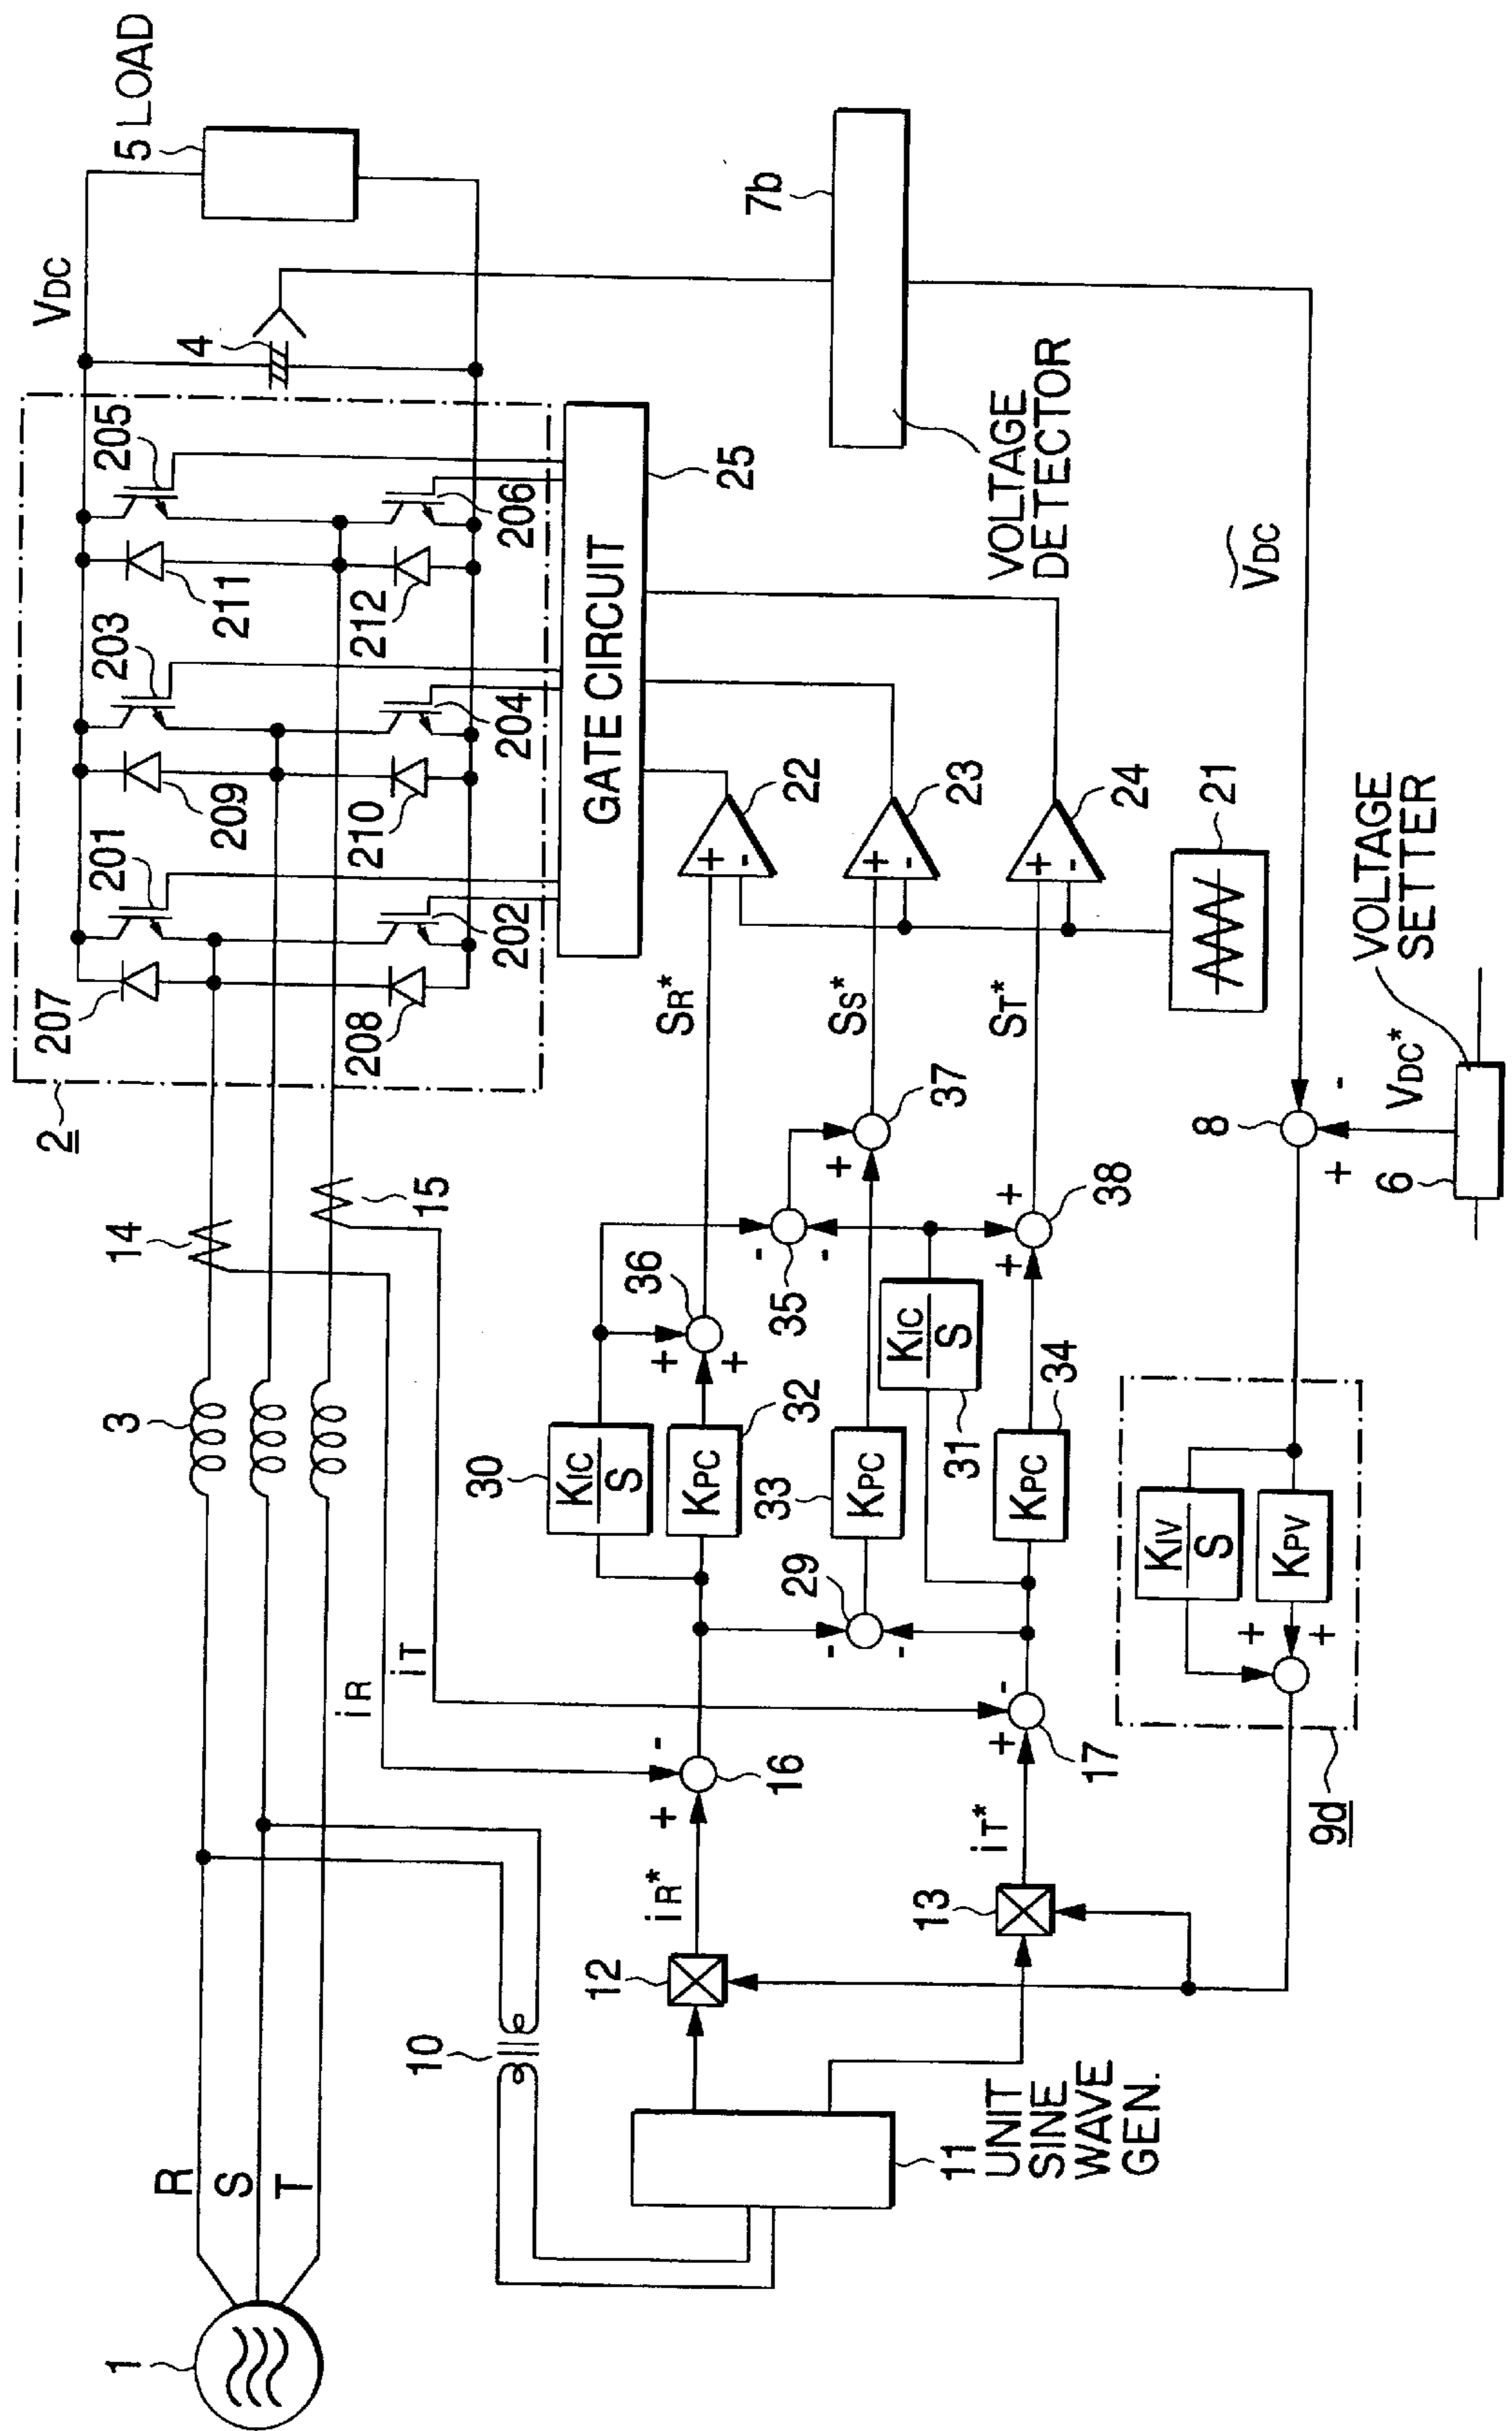 1
R
S
T
3
14
15
2
207
208
201
202
209
210
203
204
211
212
205
206
VDC
4
5 LOAD
10
iR
iT
GATE CIRCUIT
25
11
UNIT
SINE
WAVE
GEN.
12
iR*
+
-
16
30
KIC
S
KPC
32
+
+
36
SR*
+
-
22
29
-
-
33
KPC
35
-
-
+
37
SS*
+
-
23
13
iT*
+
-
17
KIC
S
31
KPC
34
+
+
38
ST*
+
-
24
21
7b
VOLTAGE
DETECTOR
9d
+
+
KIV
S
KPV
8
+
-
VDC
VDC*
6
VOLTAGE
SETTER